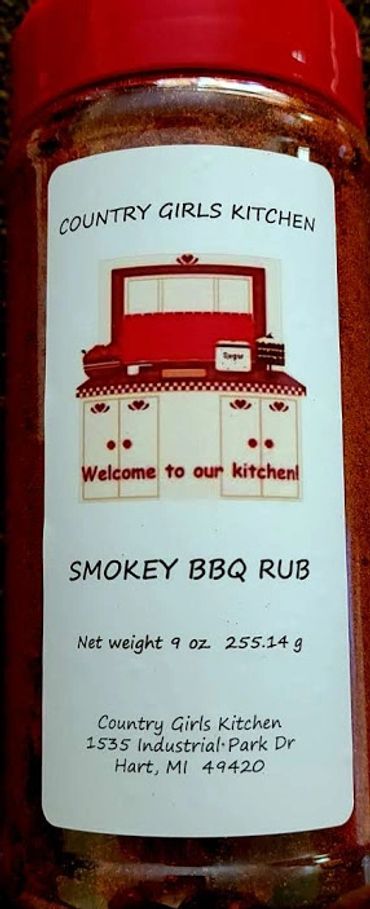 COUNTRY GIRLS KITCHEN
Sugar
Welcome to our kitchen!
SMOKEY BBQ RUB
Net weight 9 oz 255.14 g
Country Girls Kitchen
1535 Industrial Park Dr
Hart, MI 49420